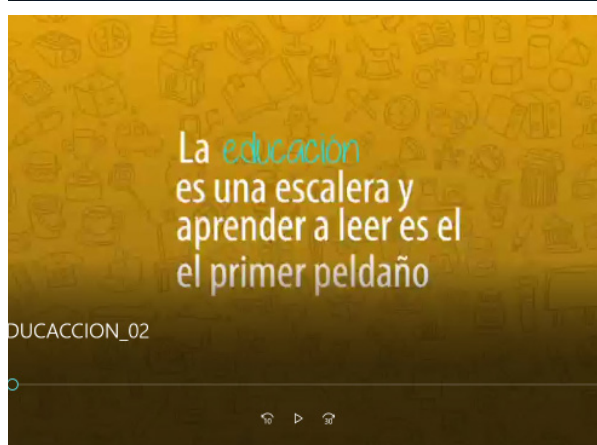 La educación
es una escalera y
aprender a leer es el
el primer peldaño
DUCACCION_02
10
30